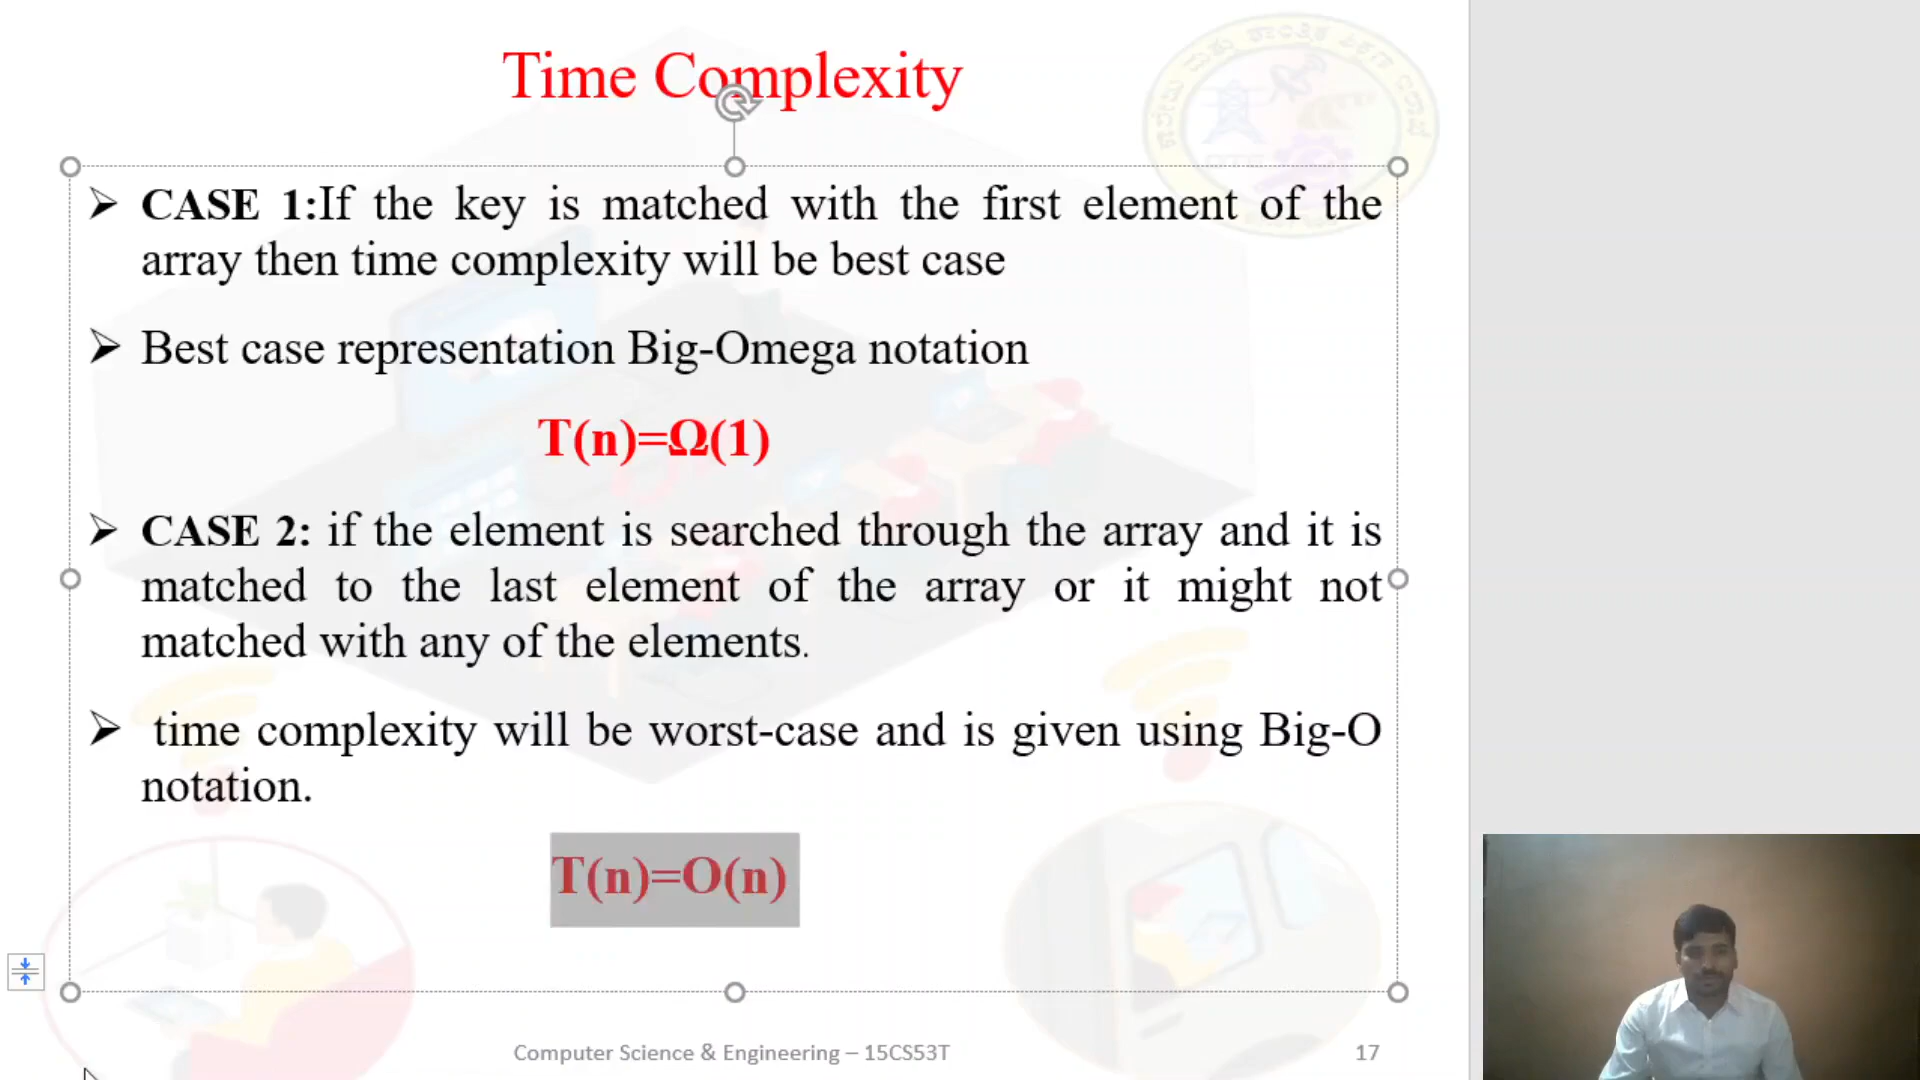 Time Complexity
➢ CASE 1:If the key is matched with the first element of the
array then time complexity will be best case
➢ Best case representation Big-Omega notation
T(n)=Ω(1)
➢ CASE 2: if the element is searched through the array and it is
matched to the last element of the array or it might not
matched with any of the elements.
➢ time complexity will be worst-case and is given using Big-O
notation.
T(n)=O(n)
Computer Science & Engineering – 15CS53T
17